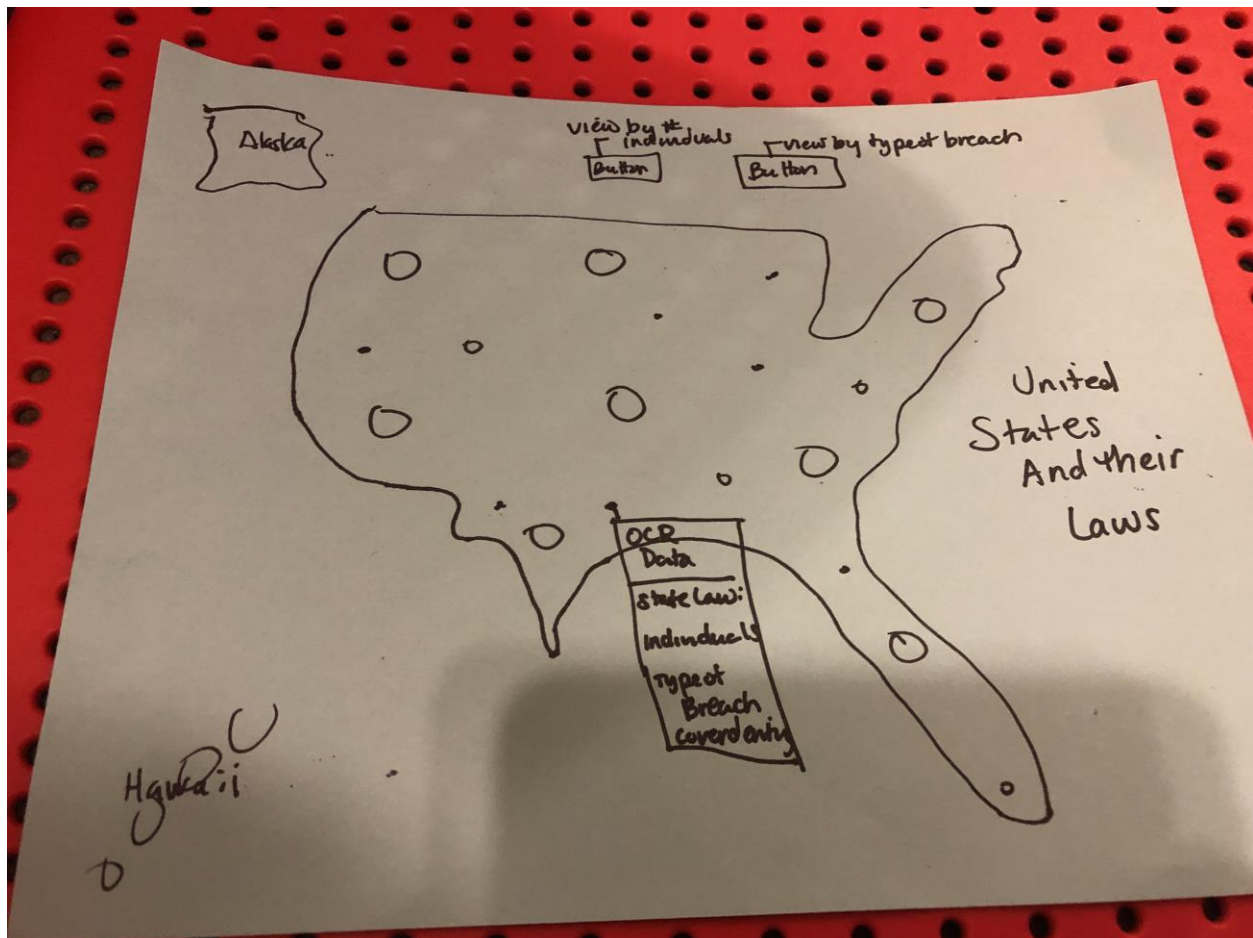 Alaska
view by #
individuals
Button
view by type of breach
Button
United
States
And their
Laws
OCR
Data
state law:
individuals
type of
Breach
coverd entity
Hawaii